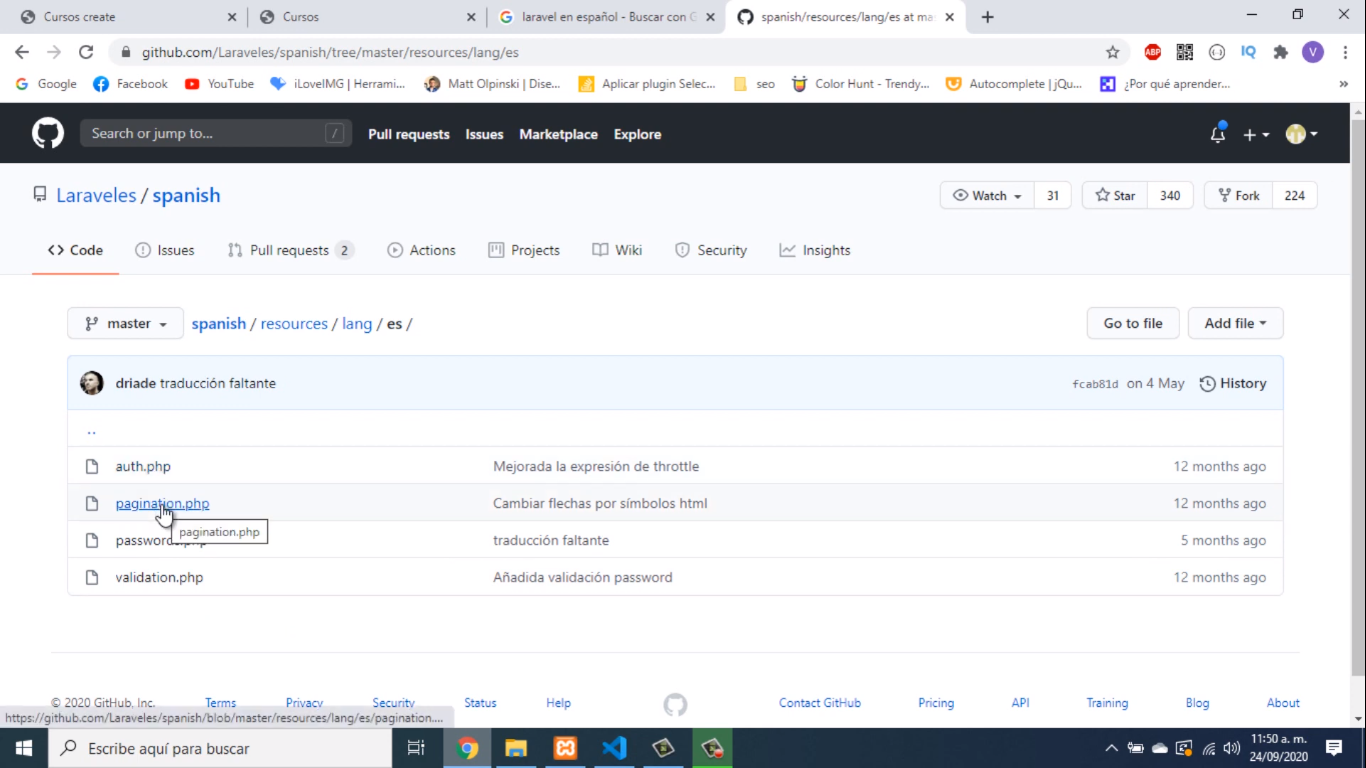 Cursos create
Cursos
laravel en español - Buscar con G
spanish/resources/lang/es at ma
github.com/Laraveles/spanish/tree/master/resources/lang/es
ABP
IQ
V
Google
Facebook
YouTube
iLoveIMG | Herrami...
Matt Olpinski | Dise...
Aplicar plugin Selec...
seo
Color Hunt - Trendy...
Autocomplete | jQu...
¿Por qué aprender...
»
Search or jump to...
/
Pull requests
Issues
Marketplace
Explore
Laraveles / spanish
Watch
31
Star
340
Fork
224
Code
Issues
Pull requests 2
Actions
Projects
Wiki
Security
Insights
master
spanish / resources / lang / es /
Go to file
Add file
driade traducción faltante
fcab81d on 4 May
History
..
auth.php
Mejorada la expresión de throttle
12 months ago
pagination.php
Cambiar flechas por símbolos html
12 months ago
pagination.php
passwords.php
traducción faltante
5 months ago
validation.php
Añadida validación password
12 months ago
© 2020 GitHub, Inc.
Terms
Privacy
Security
Status
Help
Contact GitHub
Pricing
API
Training
Blog
About
https://github.com/Laraveles/spanish/blob/master/resources/lang/es/pagination....
Escribe aquí para buscar
11:50 a. m.
24/09/2020